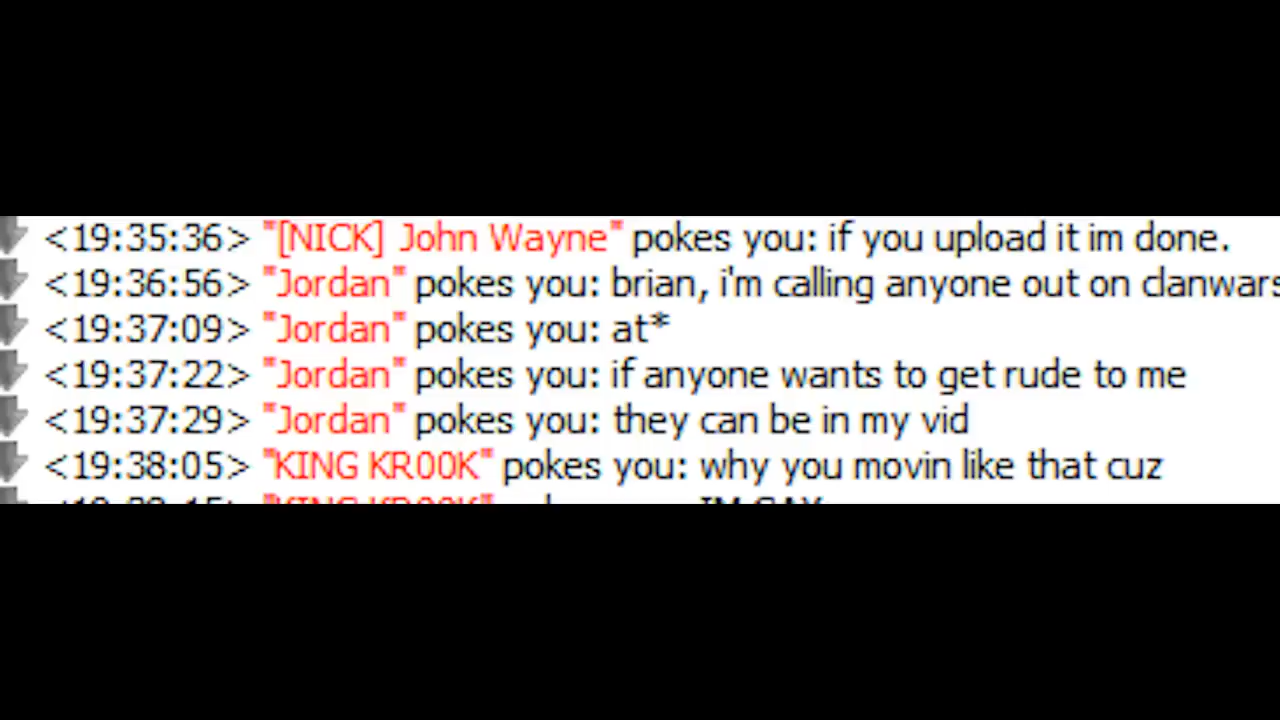 <19:35:36> "[NICK] John Wayne" pokes you: if you upload it im done.
<19:36:56> "Jordan" pokes you: brian, i'm calling anyone out on clanwars
<19:37:09> "Jordan" pokes you: at*
<19:37:22> "Jordan" pokes you: if anyone wants to get rude to me
<19:37:29> "Jordan" pokes you: they can be in my vid
<19:38:05> "KING KR00K" pokes you: why you movin like that cuz
"KING KR00K"